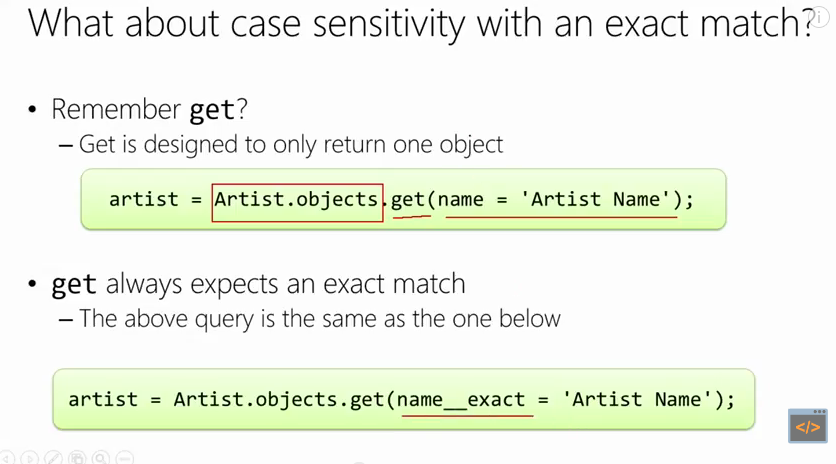 What about case sensitivity with an exact match?
• Remember get?
– Get is designed to only return one object
artist = Artist.objects.get(name = 'Artist Name');
• get always expects an exact match
– The above query is the same as the one below
artist = Artist.objects.get(name__exact = 'Artist Name');
</>